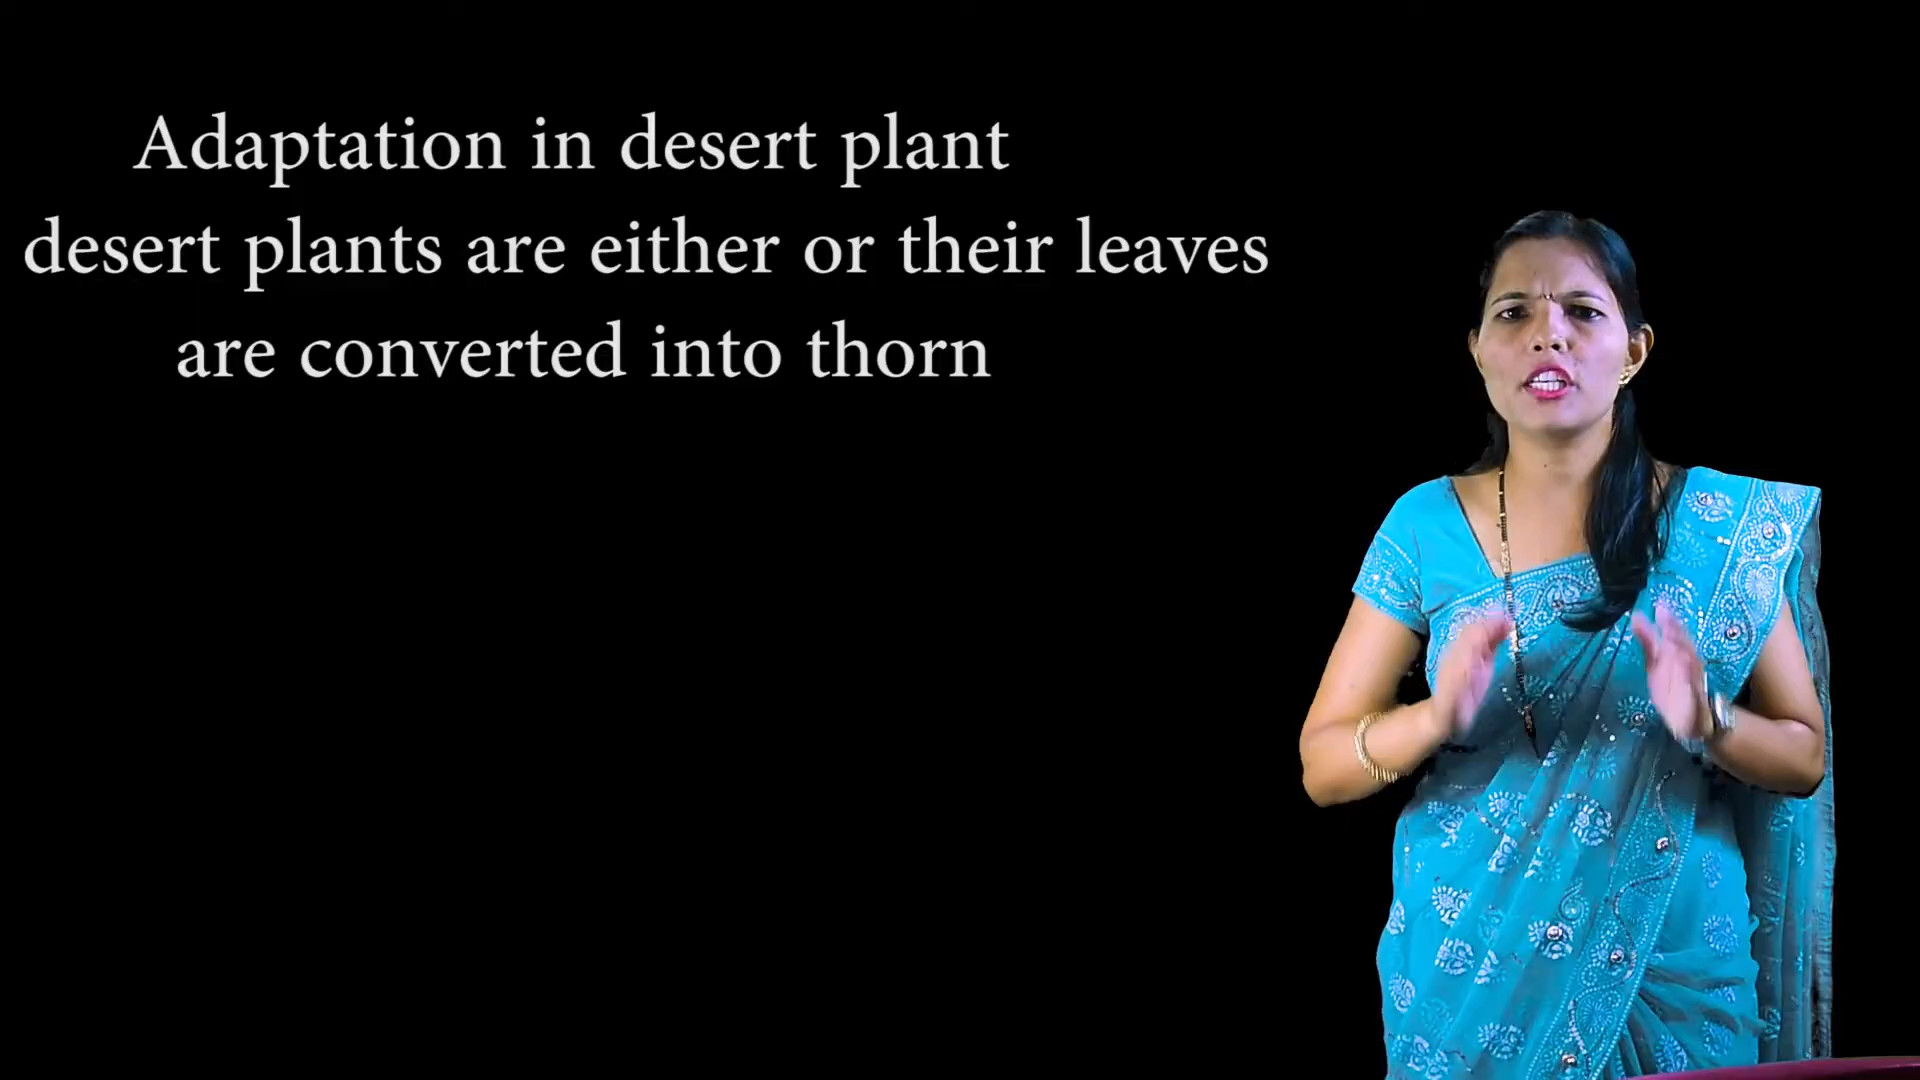 Adaptation in desert plant
desert plants are either or their leaves
are converted into thorn